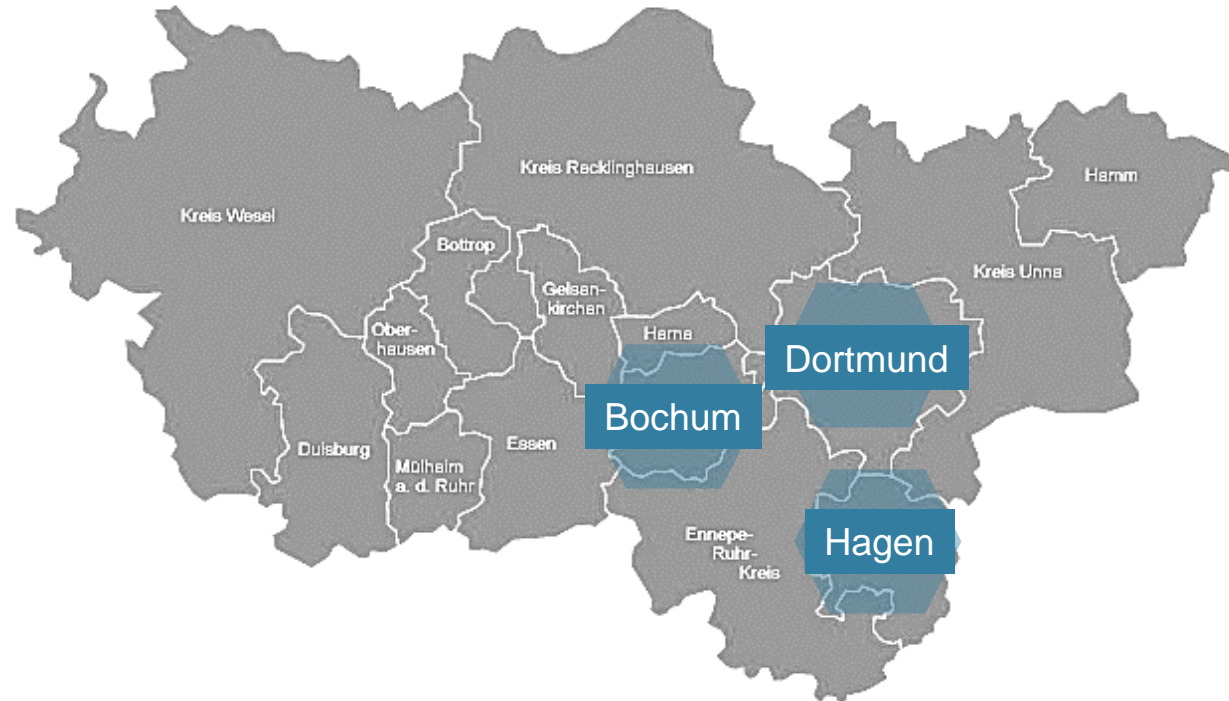 Kreis Recklinghausen
Hamm
Kreis Wesel
Bottrop
Kreis Unna
Gelsen-
kirchen
Ober-
hausen
Herne
Dortmund
Bochum
Duisburg
Essen
Mülheim
a. d. Ruhr
Ennepe-
Ruhr-
Kreis
Hagen